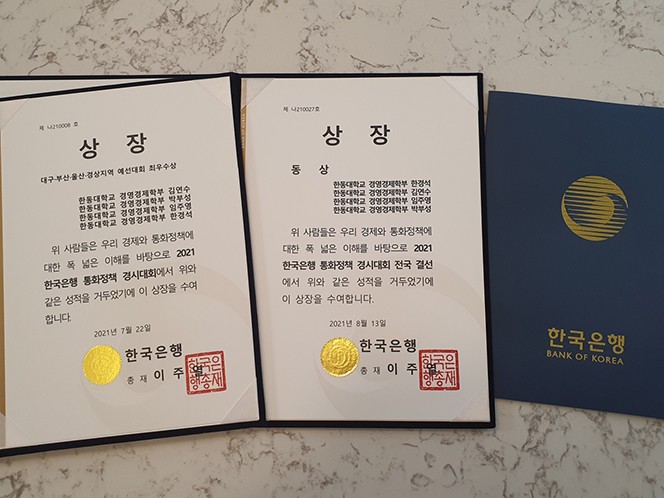 제 나210008 호
상 장
대구·부산·울산·경상지역 예선대회 최우수상
한동대학교 경영경제학부 김연수
한동대학교 경영경제학부 박부성
한동대학교 경영경제학부 임주영
한동대학교 경영경제학부 한경석
위 사람들은 우리 경제와 통화정책에
대한 폭 넓은 이해를 바탕으로 2021
한국은행 통화정책 경시대회에서 위와
같은 성적을 거두었기에 이 상장을 수여
합니다.
2021년 7월 22일
한국은행
총 재 이 주 열
한국은
행총재
제 나210027 호
상 장
동 상
한동대학교 경영경제학부 한경석
한동대학교 경영경제학부 김연수
한동대학교 경영경제학부 임주영
한동대학교 경영경제학부 박부성
위 사람들은 우리 경제와 통화정책에
대한 폭 넓은 이해를 바탕으로 2021
한국은행 통화정책 경시대회 전국 결선
에서 위와 같은 성적을 거두었기에
이 상장을 수여합니다.
2021년 8월 13일
한국은행
총 재 이 주 열
한국은
행총재
한국은행
BANK OF KOREA